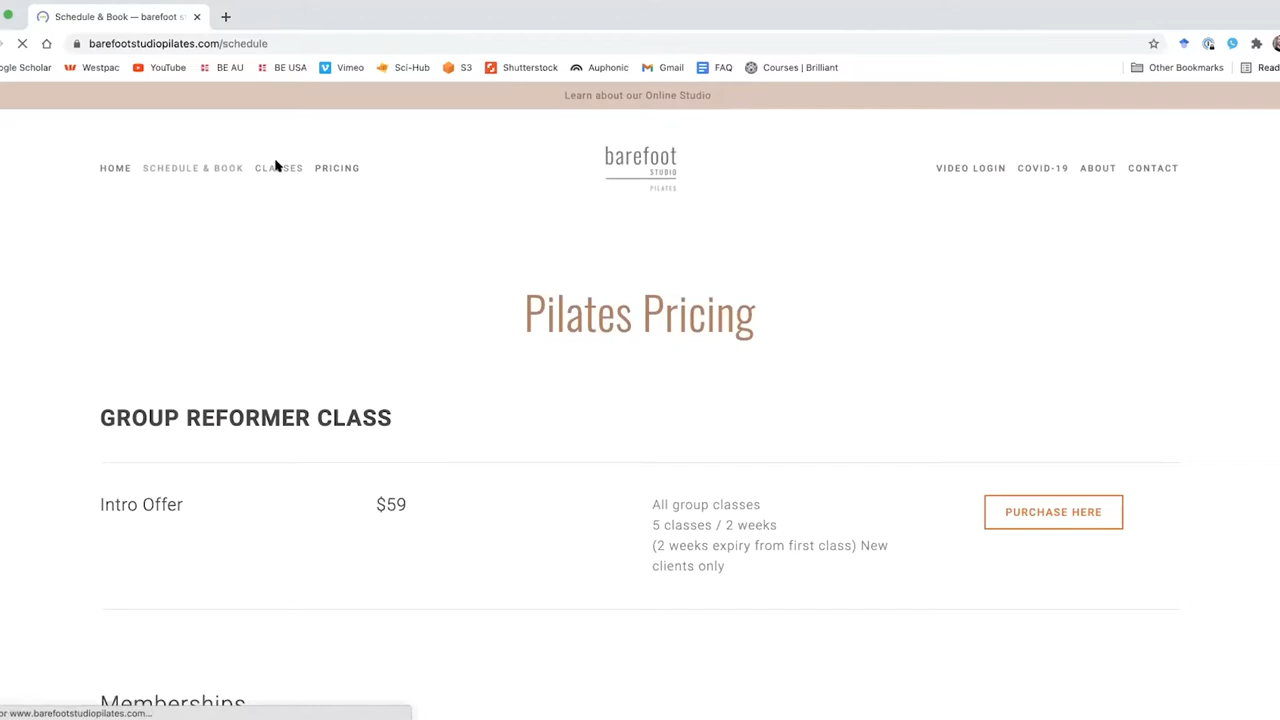 Schedule & Book — barefoot s
barefootstudiopilates.com/schedule
ogle Scholar Westpac YouTube BE AU BE USA Vimeo Sci-Hub S3 Shutterstock Auphonic Gmail FAQ Courses | Brilliant Other Bookmarks Read
Learn about our Online Studio
HOME SCHEDULE & BOOK CLASSES PRICING
barefoot
STUDIO
PILATES
VIDEO LOGIN COVID-19 ABOUT CONTACT
Pilates Pricing
GROUP REFORMER CLASS
Intro Offer $59
All group classes
5 classes / 2 weeks
(2 weeks expiry from first class) New
clients only
PURCHASE HERE
Memberships
or www.barefootstudiopilates.com...